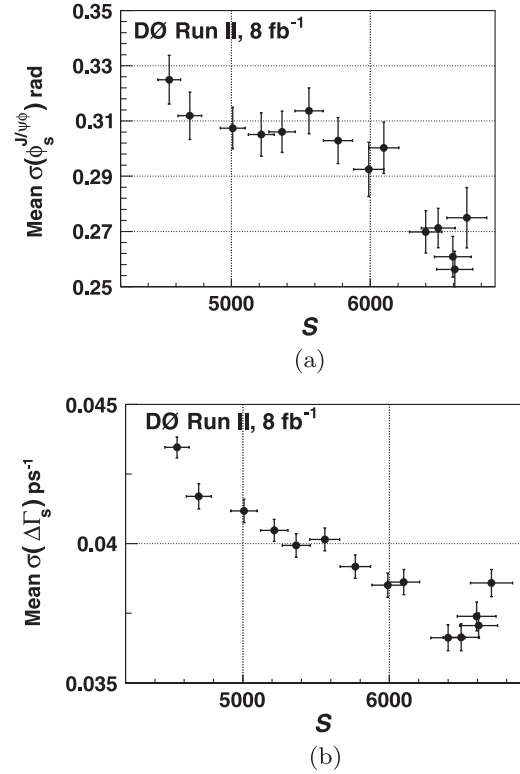 DØ Run II, 8 fb⁻¹
Mean σ(ϕₛᴶ/ψϕ) rad
0.35
0.33
0.31
0.29
0.27
0.25
5000 6000
S
(a)
DØ Run II, 8 fb⁻¹
Mean σ(ΔΓₛ) ps⁻¹
0.045
0.04
0.035
5000 6000
S
(b)